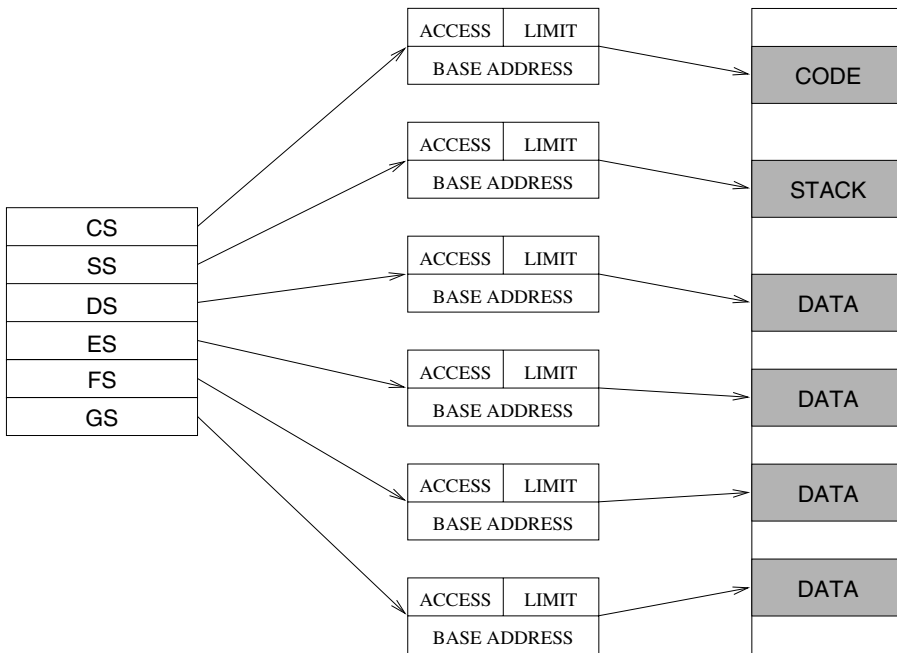 CS
SS
DS
ES
FS
GS
ACCESS LIMIT
BASE ADDRESS
ACCESS LIMIT
BASE ADDRESS
ACCESS LIMIT
BASE ADDRESS
ACCESS LIMIT
BASE ADDRESS
ACCESS LIMIT
BASE ADDRESS
ACCESS LIMIT
BASE ADDRESS
CODE
STACK
DATA
DATA
DATA
DATA